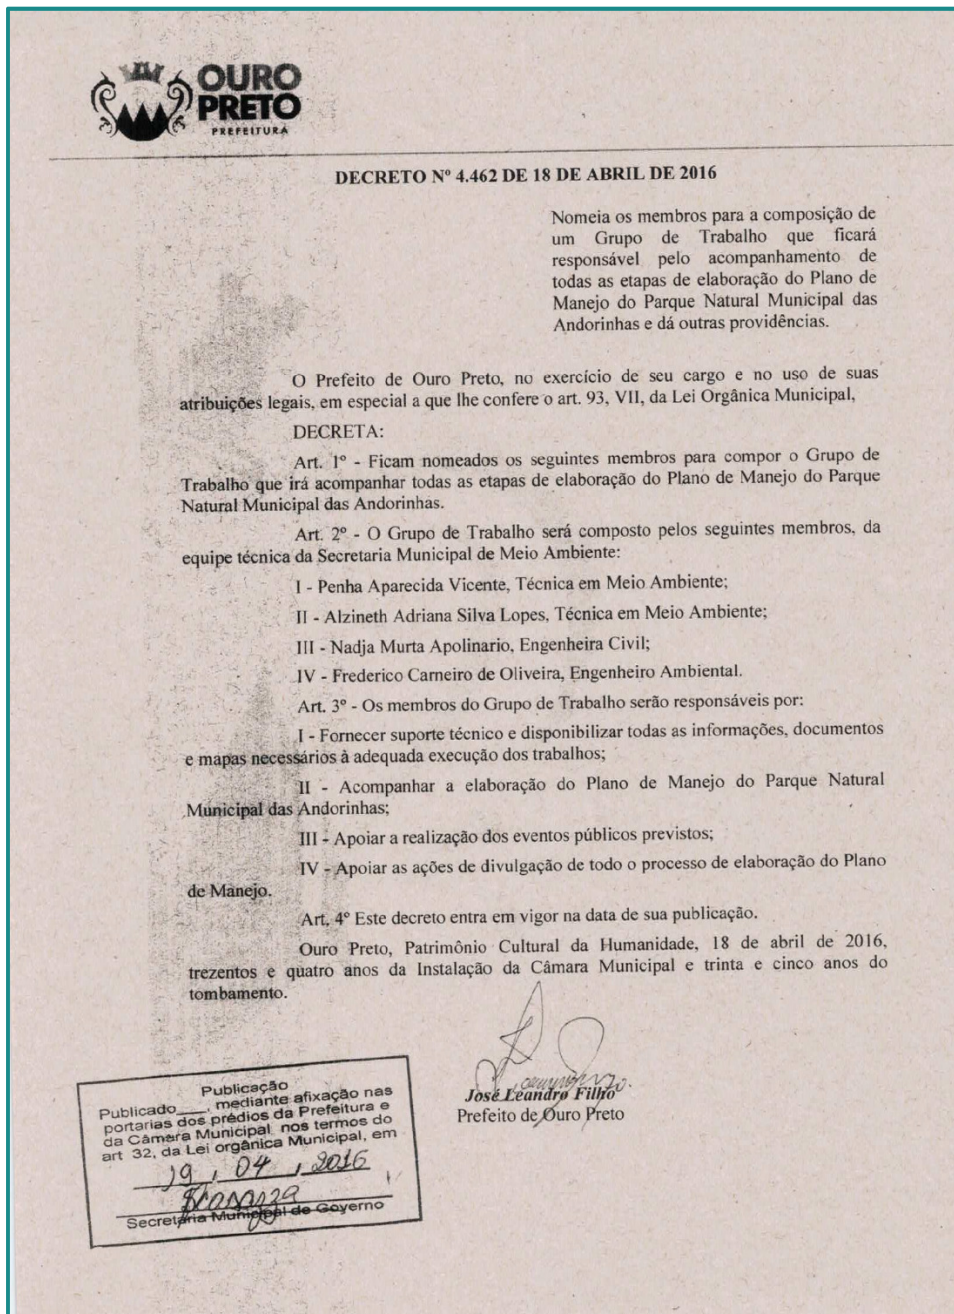 OURO
PRETO
PREFEITURA
DECRETO Nº 4.462 DE 18 DE ABRIL DE 2016
Nomeia os membros para a composição de
um Grupo de Trabalho que ficará
responsável pelo acompanhamento de
todas as etapas de elaboração do Plano de
Manejo do Parque Natural Municipal das
Andorinhas e dá outras providências.
O Prefeito de Ouro Preto, no exercício de seu cargo e no uso de suas
atribuições legais, em especial a que lhe confere o art. 93, VII, da Lei Orgânica Municipal,
DECRETA:
Art. 1º - Ficam nomeados os seguintes membros para compor o Grupo de
Trabalho que irá acompanhar todas as etapas de elaboração do Plano de Manejo do Parque
Natural Municipal das Andorinhas.
Art. 2º - O Grupo de Trabalho será composto pelos seguintes membros, da
equipe técnica da Secretaria Municipal de Meio Ambiente:
I - Penha Aparecida Vicente, Técnica em Meio Ambiente;
II - Alzineth Adriana Silva Lopes, Técnica em Meio Ambiente;
III - Nadja Murta Apolinario, Engenheira Civil;
IV - Frederico Carneiro de Oliveira, Engenheiro Ambiental.
Art. 3º - Os membros do Grupo de Trabalho serão responsáveis por:
I - Fornecer suporte técnico e disponibilizar todas as informações, documentos
e mapas necessários à adequada execução dos trabalhos;
II - Acompanhar a elaboração do Plano de Manejo do Parque Natural
Municipal das Andorinhas;
III - Apoiar a realização dos eventos públicos previstos;
IV - Apoiar as ações de divulgação de todo o processo de elaboração do Plano
de Manejo.
Art. 4º Este decreto entra em vigor na data de sua publicação.
Ouro Preto, Patrimônio Cultural da Humanidade, 18 de abril de 2016,
trezentos e quatro anos da Instalação da Câmara Municipal e trinta e cinco anos do
tombamento.
José Leandro Filho
Prefeito de Ouro Preto
Publicação
Publicado___, mediante afixação nas
portarias dos prédios da Prefeitura e
da Câmara Municipal nos termos do
art 32, da Lei orgânica Municipal, em
19 , 04 , 2016
Secretaria Municipal de Governo